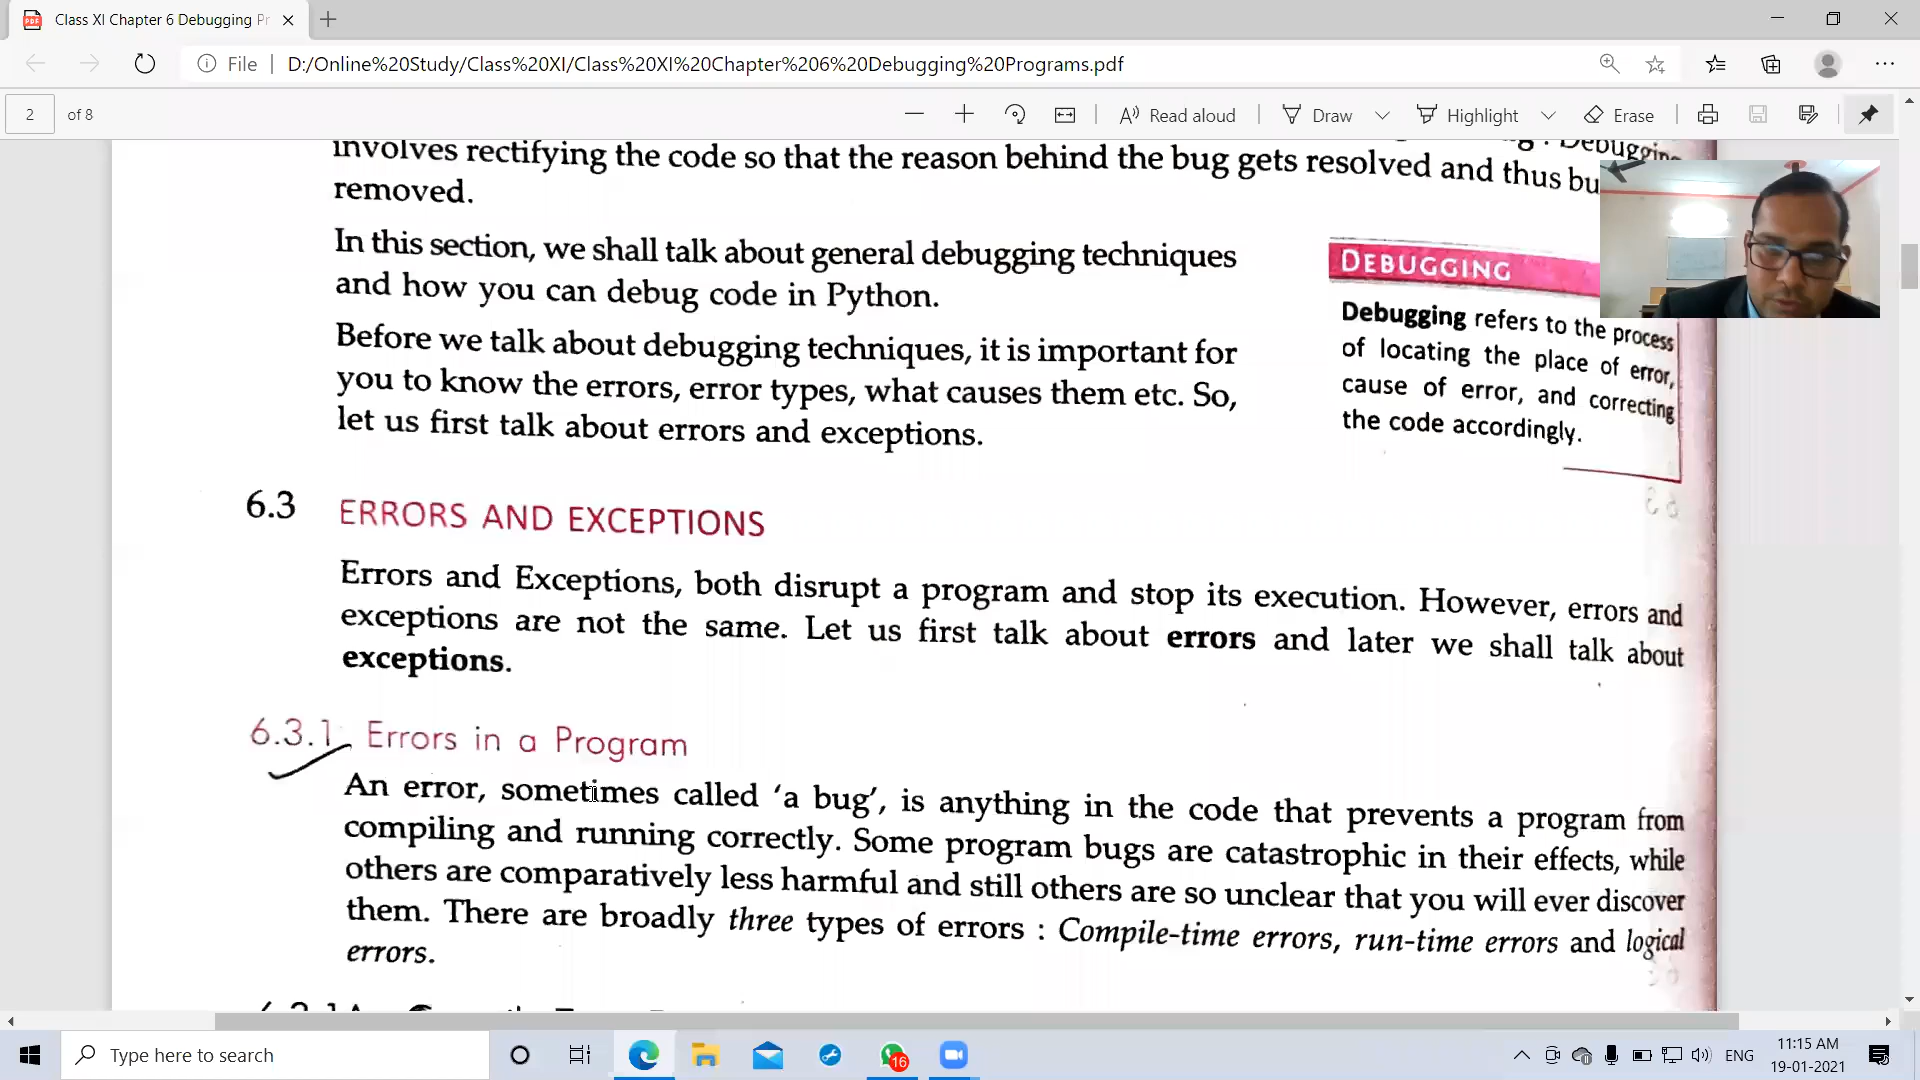 Class XI Chapter 6 Debugging Pr
File
D:/Online%20Study/Class%20XI/Class%20XI%20Chapter%206%20Debugging%20Programs.pdf
2 of 8
Read aloud
Draw
Highlight
Erase
involves rectifying the code so that the reason behind the bug gets resolved and thus bu
removed.
In this section, we shall talk about general debugging techniques
and how you can debug code in Python.
Before we talk about debugging techniques, it is important for
you to know the errors, error types, what causes them etc. So,
let us first talk about errors and exceptions.
DEBUGGING
Debugging refers to the process
of locating the place of error,
cause of error, and correcting
the code accordingly.
6.3 ERRORS AND EXCEPTIONS
Errors and Exceptions, both disrupt a program and stop its execution. However, errors and
exceptions are not the same. Let us first talk about errors and later we shall talk about
exceptions.
6.3.1 Errors in a Program
An error, sometimes called ‘a bug’, is anything in the code that prevents a program from
compiling and running correctly. Some program bugs are catastrophic in their effects, while
others are comparatively less harmful and still others are so unclear that you will ever discover
them. There are broadly three types of errors : Compile-time errors, run-time errors and logical
errors.
Type here to search
16
ENG
11:15 AM
19-01-2021